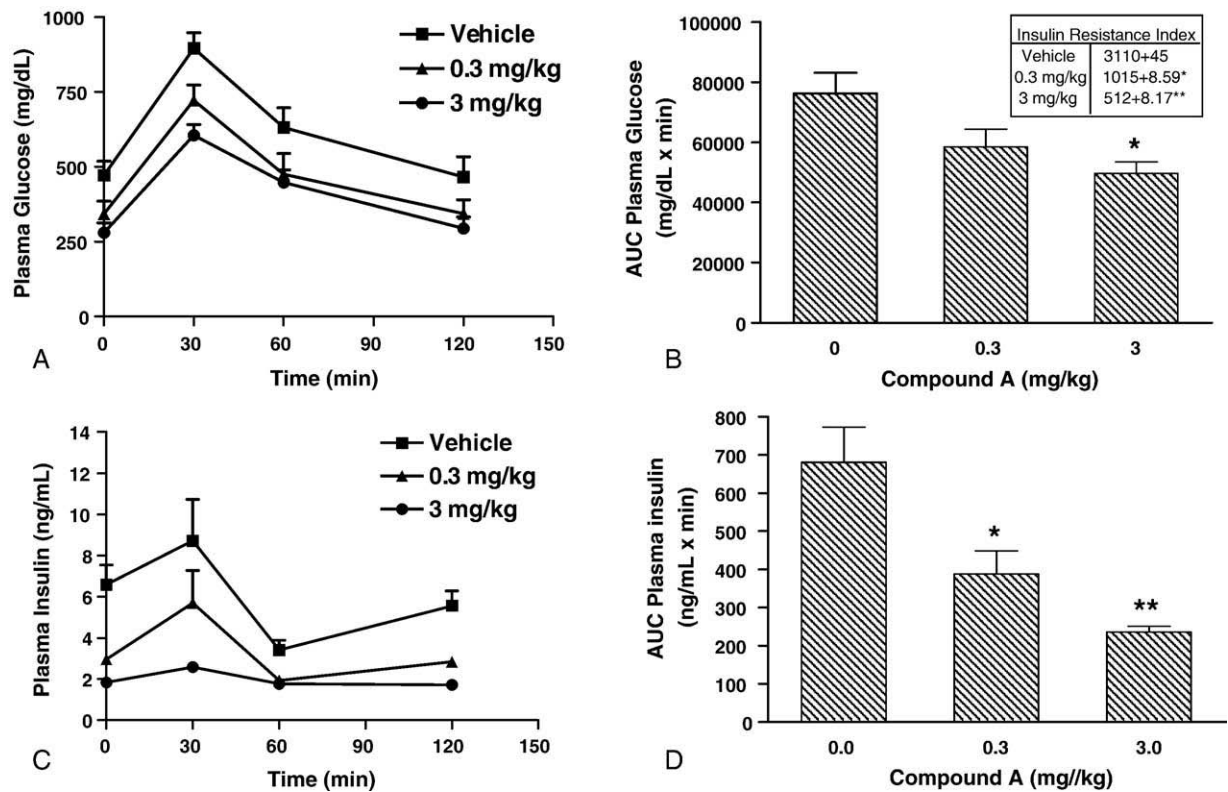 1000
750
500
250
0
Plasma Glucose (mg/dL)
Vehicle
0.3 mg/kg
3 mg/kg
0 30 60 90 120 150
Time (min)
A
100000
80000
60000
40000
20000
0
AUC Plasma Glucose
(mg/dL x min)
Insulin Resistance Index
Vehicle 3110+45
0.3 mg/kg 1015+8.59*
3 mg/kg 512+8.17**
*
0 0.3 3
Compound A (mg/kg)
B
14
12
10
8
6
4
2
0
Plasma Insulin (ng/mL)
Vehicle
0.3 mg/kg
3 mg/kg
0 30 60 90 120 150
Time (min)
C
800
700
600
500
400
300
200
100
0
AUC Plasma insulin
(ng/mL x min)
*
**
0.0 0.3 3.0
Compound A (mg//kg)
D